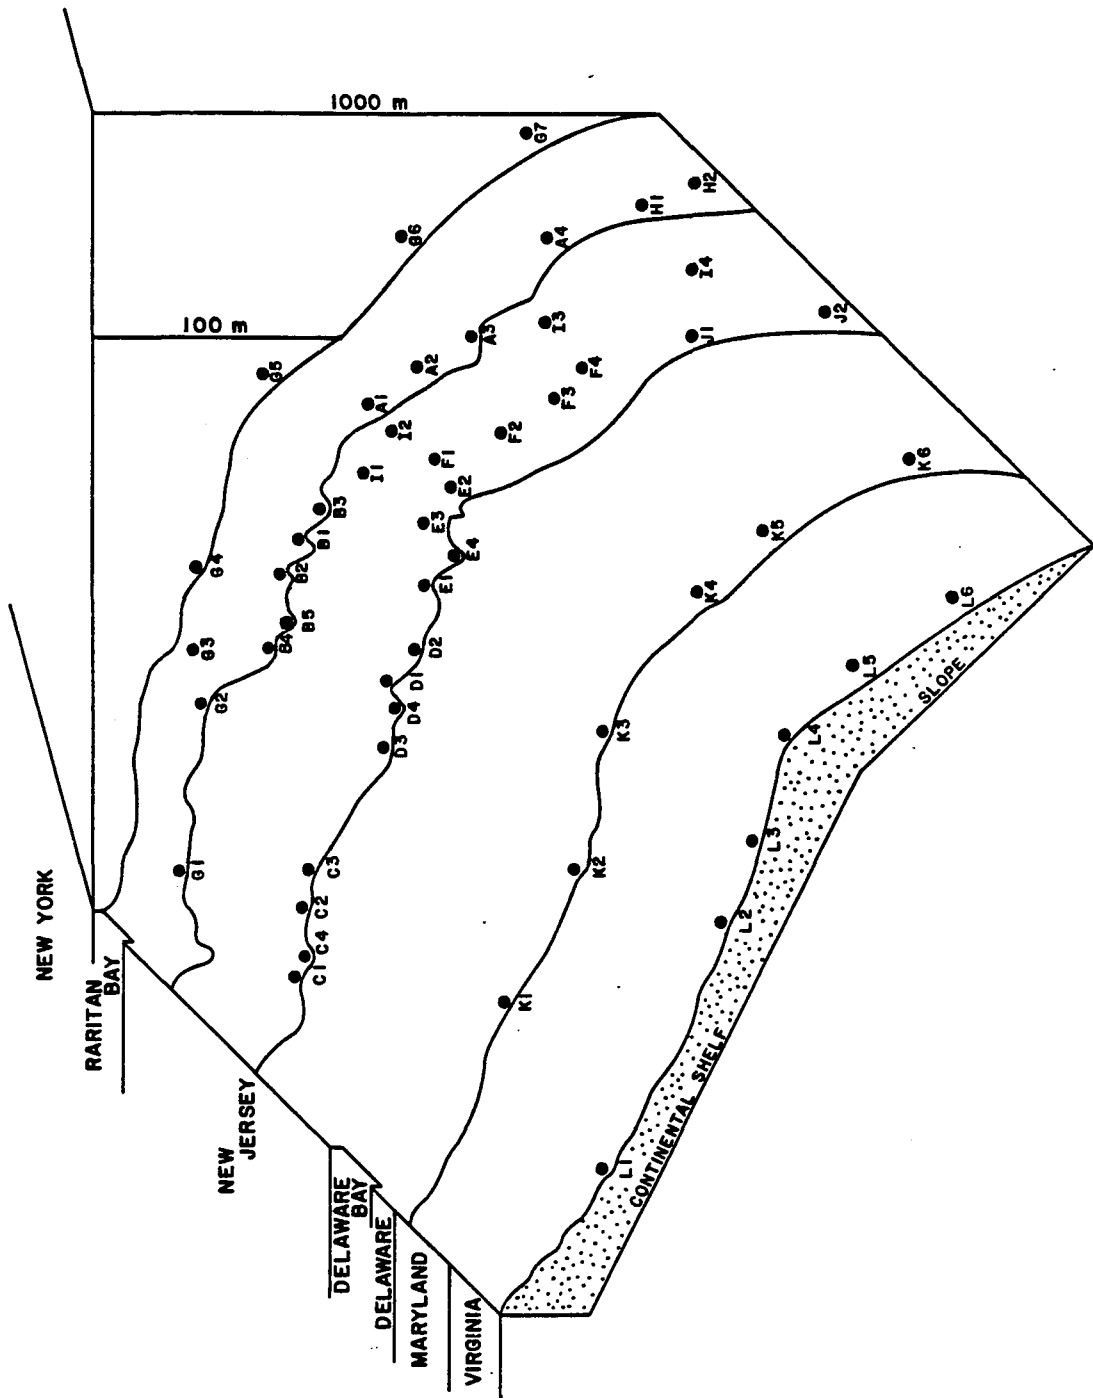 NEW YORK
RARITAN
BAY
NEW
JERSEY
DELAWARE
BAY
DELAWARE
MARYLAND
VIRGINIA
1000 m
100 m
G7
B6
G5
G4
G3
G2
G1
H2
H1
A4
A3
A2
A1
B3
B1
B2
B5
B4
I4
I3
I2
I1
J2
J1
F4
F3
F2
F1
E2
E3
E4
E1
D2
D1
D4
D3
C3
C2
C4
C1
K6
K5
K4
K3
K2
K1
L6
L5
L4
L3
L2
L1
SLOPE
CONTINENTAL SHELF